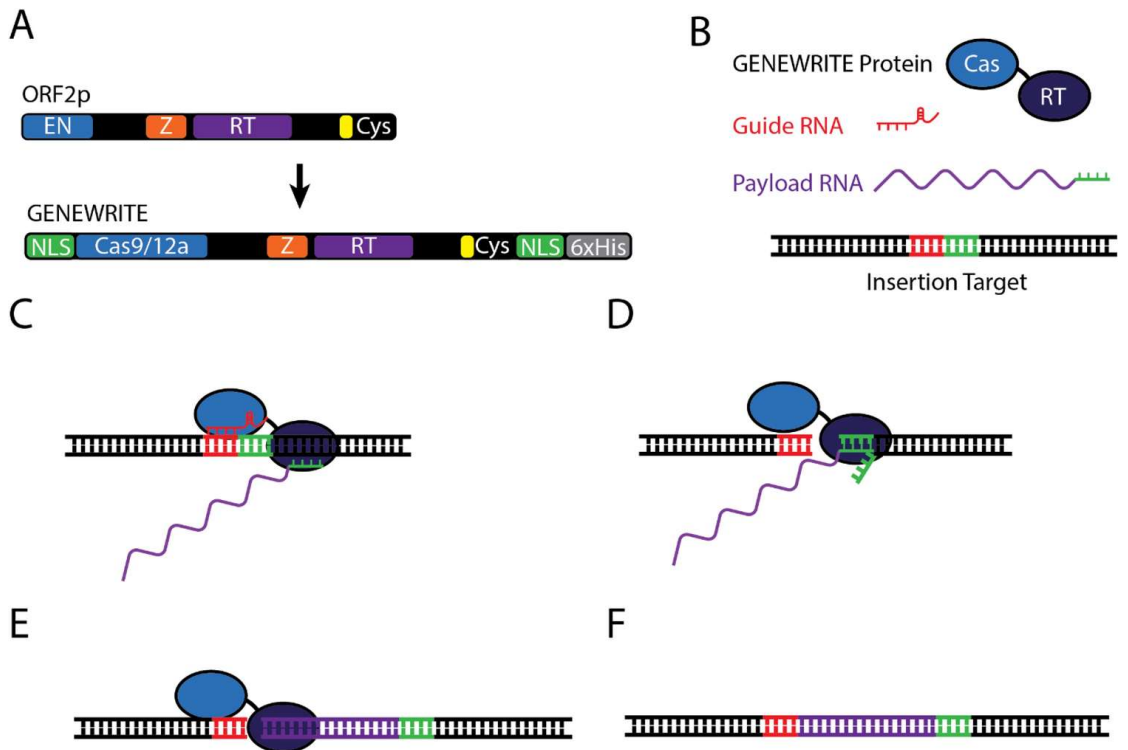 A
ORF2p
EN Z RT Cys
GENEWRITE
NLS Cas9/12a Z RT Cys NLS 6xHis
B
GENEWRITE Protein Cas RT
Guide RNA
Payload RNA
Insertion Target
C
D
E
F